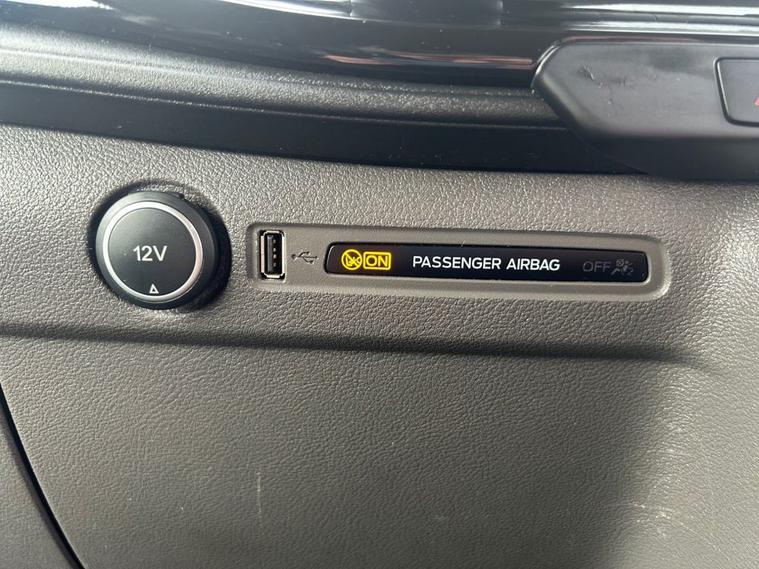 12V
ON PASSENGER AIRBAG OFF